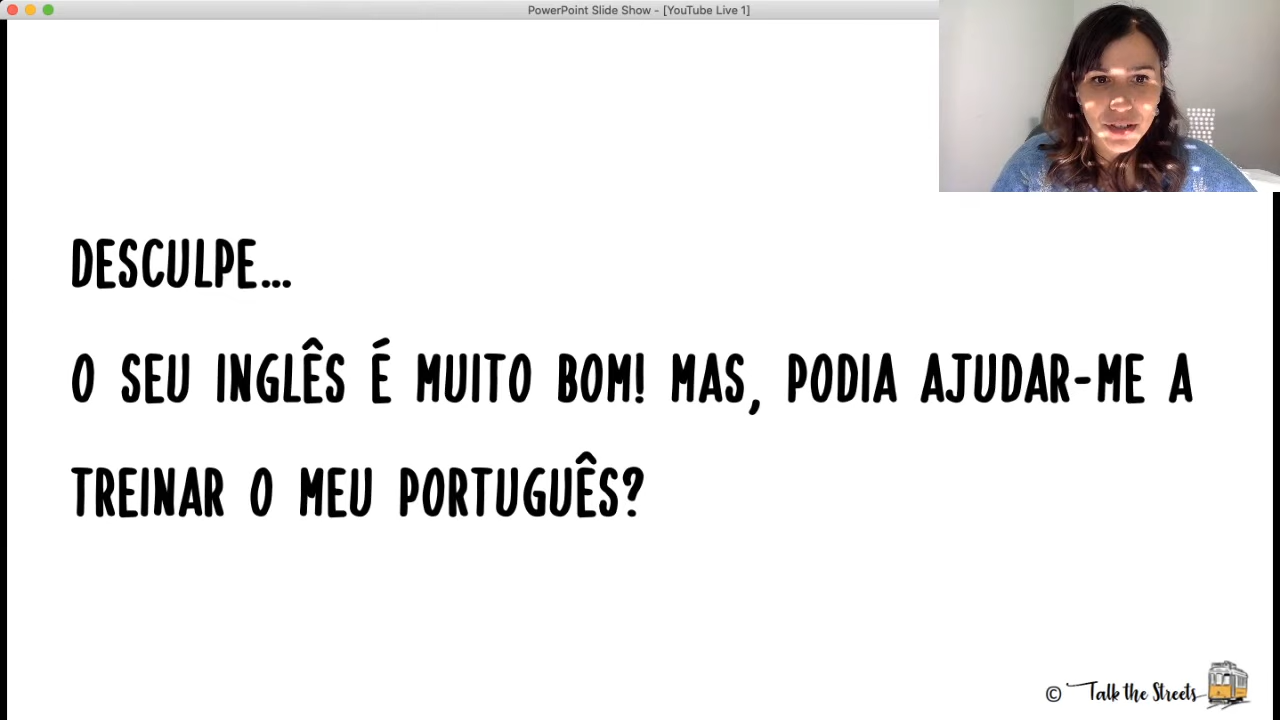 PowerPoint Slide Show - [YouTube Live 1]
DESCULPE...
O SEU INGLÊS É MUITO BOM! MAS, PODIA AJUDAR-ME A
TREINAR O MEU PORTUGUÊS?
© Talk the Streets